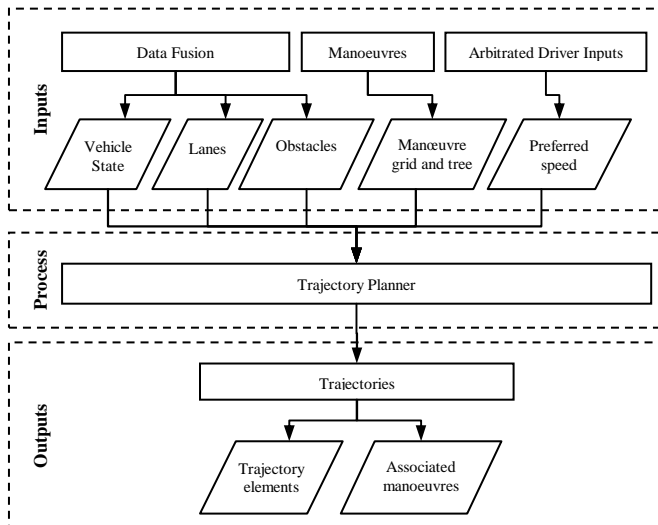 Inputs
Data Fusion
Manoeuvres
Arbitrated Driver Inputs
Vehicle
State
Lanes
Obstacles
Manœuvre
grid and tree
Preferred
speed
Process
Trajectory Planner
Outputs
Trajectories
Trajectory
elements
Associated
manoeuvres